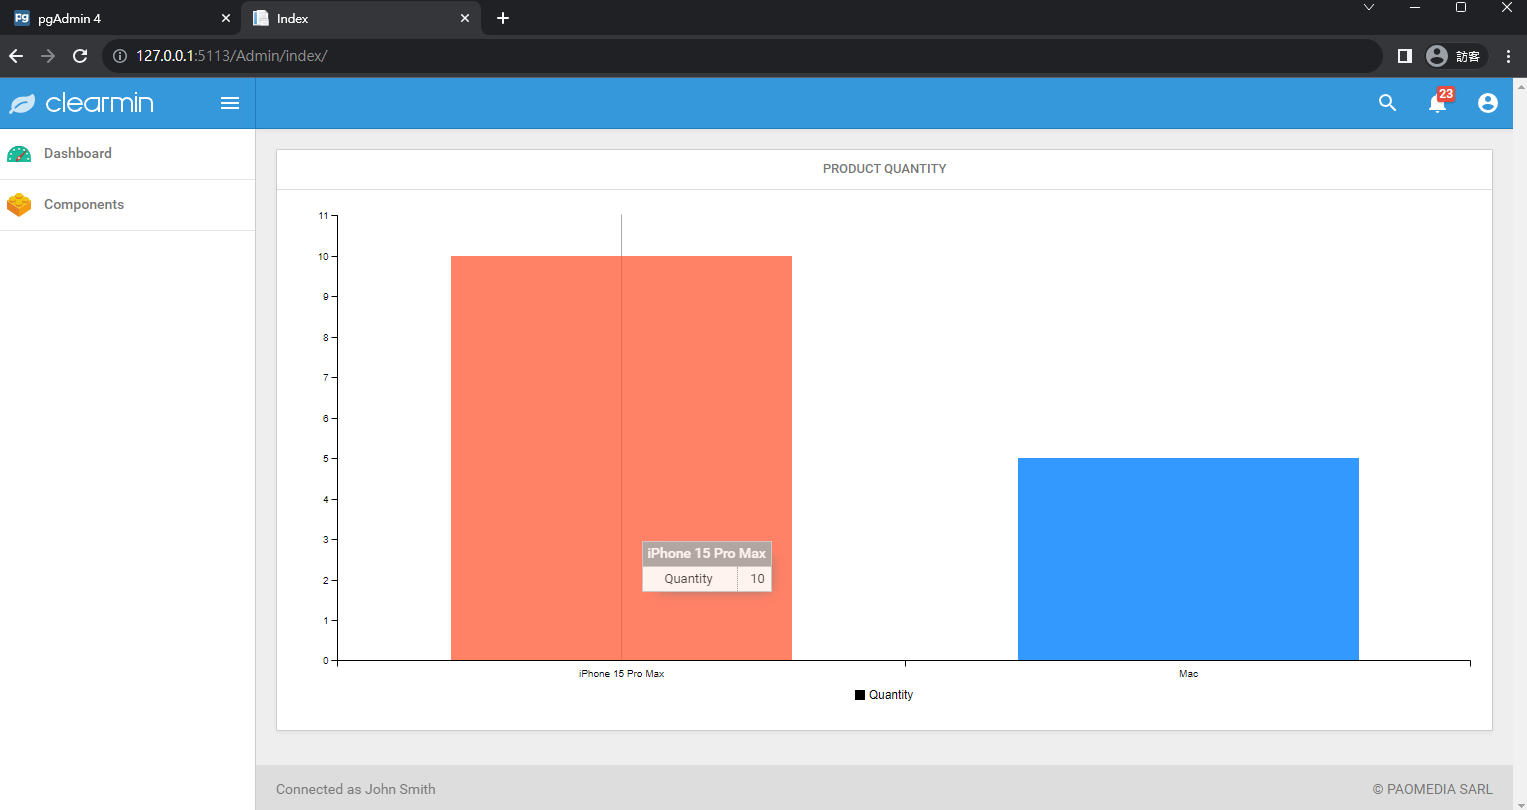 pgAdmin 4
Index
127.0.0.1:5113/Admin/index/
訪客
clearmin
23
Dashboard
Components
PRODUCT QUANTITY
11
10
9
8
7
6
5
4
3
2
1
0
iPhone 15 Pro Max
Quantity 10
iPhone 15 Pro Max
Mac
Quantity
Connected as John Smith
© PAOMEDIA SARL